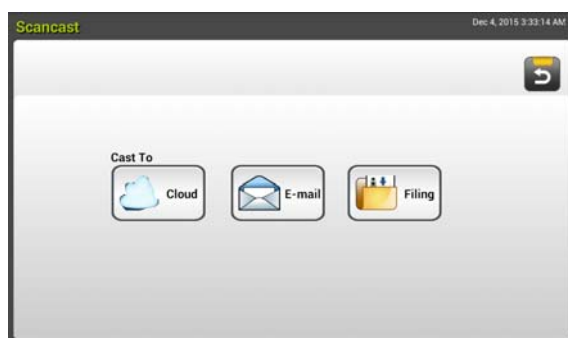 Scancast
Dec 4, 2015 3:33:14 AM
Cast To
Cloud
E-mail
Filing